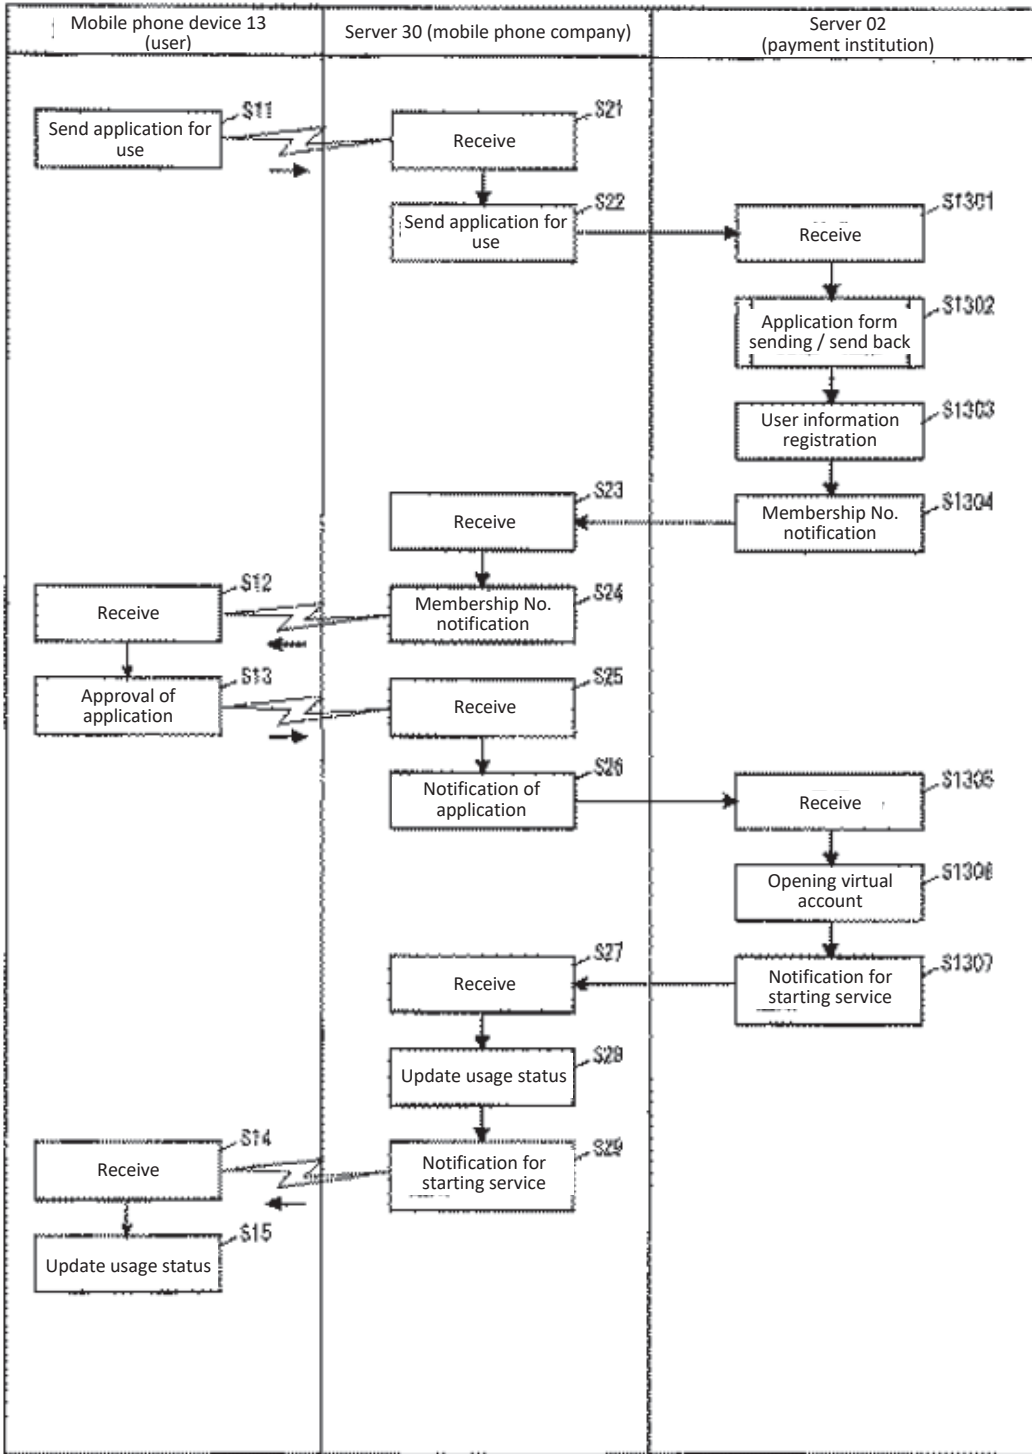 Mobile phone device 13
(user)
Server 30 (mobile phone company)
Server 02
(payment institution)
S11
Send application for
use
S21
Receive
S22
Send application for
use
S1301
Receive
S1302
Application form
sending / send back
S1303
User information
registration
S1304
Membership No.
notification
S23
Receive
S24
Membership No.
notification
S12
Receive
S13
Approval of
application
S25
Receive
S26
Notification of
application
S1305
Receive
S1306
Opening virtual
account
S1307
Notification for
starting service
S27
Receive
S28
Update usage status
S29
Notification for
starting service
S14
Receive
S15
Update usage status